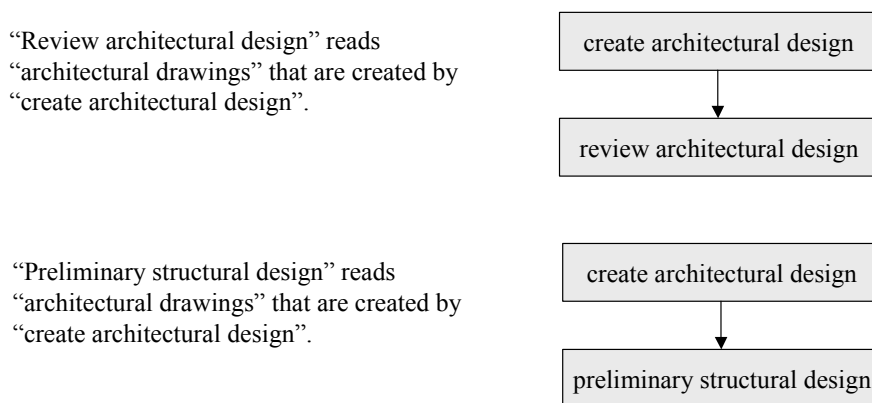 “Review architectural design” reads
“architectural drawings” that are created by
“create architectural design”.
create architectural design
review architectural design
“Preliminary structural design” reads
“architectural drawings” that are created by
“create architectural design”.
create architectural design
preliminary structural design